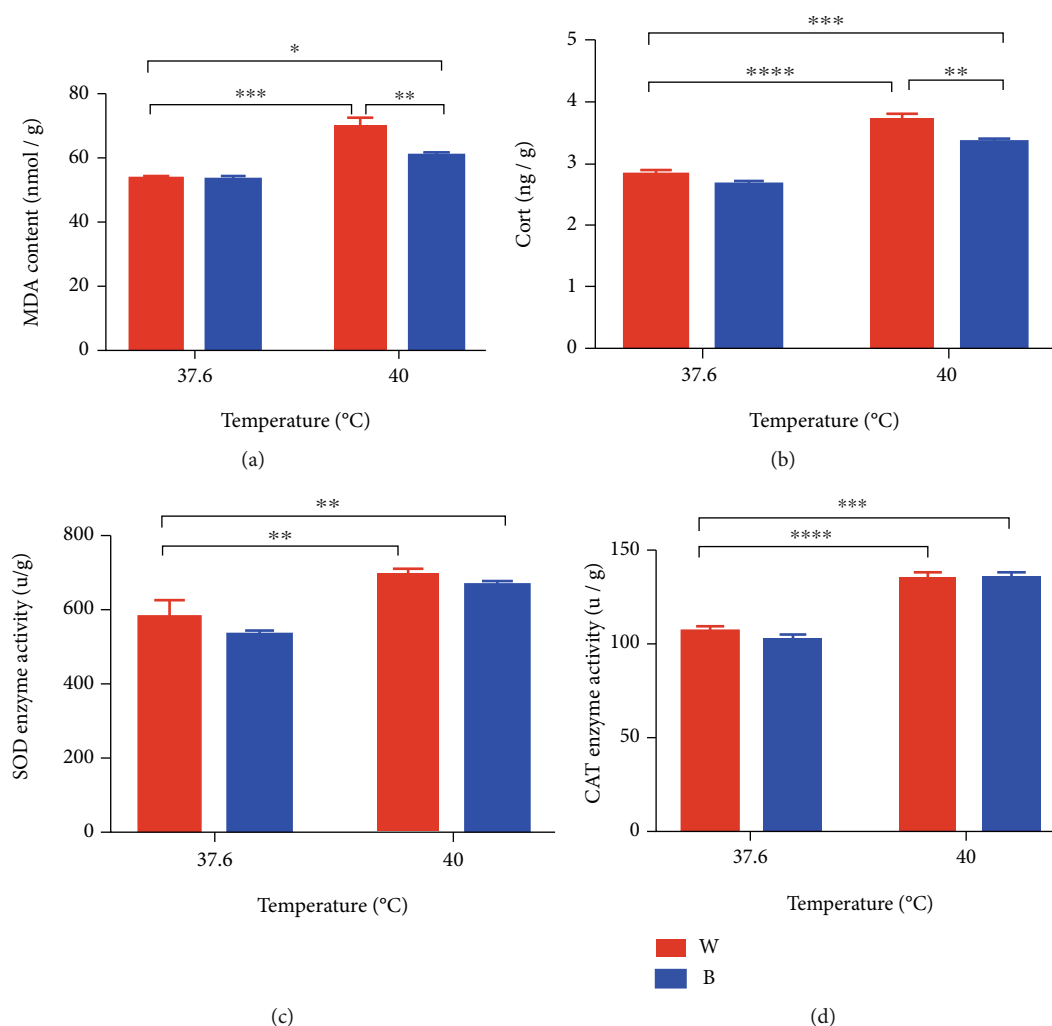 *
***
**
80
60
40
20
0
MDA content (nmol / g)
37.6
40
Temperature (°C)
(a)
***
****
**
5
4
3
2
1
0
Cort (ng / g)
37.6
40
Temperature (°C)
(b)
**
**
800
600
400
200
0
SOD enzyme activity (u/g)
37.6
40
Temperature (°C)
(c)
***
****
150
100
50
0
CAT enzyme activity (u / g)
37.6
40
Temperature (°C)
W
B
(d)